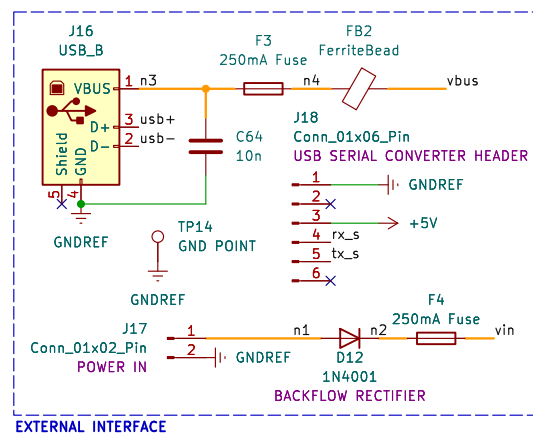 J16
USB_B
F3
250mA Fuse
FB2
FerriteBead
VBUS 1 n3
n4
vbus
D+ 3 usb+
D- 2 usb-
Shield
GND
5
4
C64
10n
GNDREF
J18
Conn_01x06_Pin
USB SERIAL CONVERTER HEADER
1 GNDREF
2
3 +5V
4 rx_s
5 tx_s
6
TP14
GND POINT
GNDREF
J17
Conn_01x02_Pin
POWER IN
1 n1
2 GNDREF
D12
1N4001
BACKFLOW RECTIFIER
n2
F4
250mA Fuse
vin
EXTERNAL INTERFACE